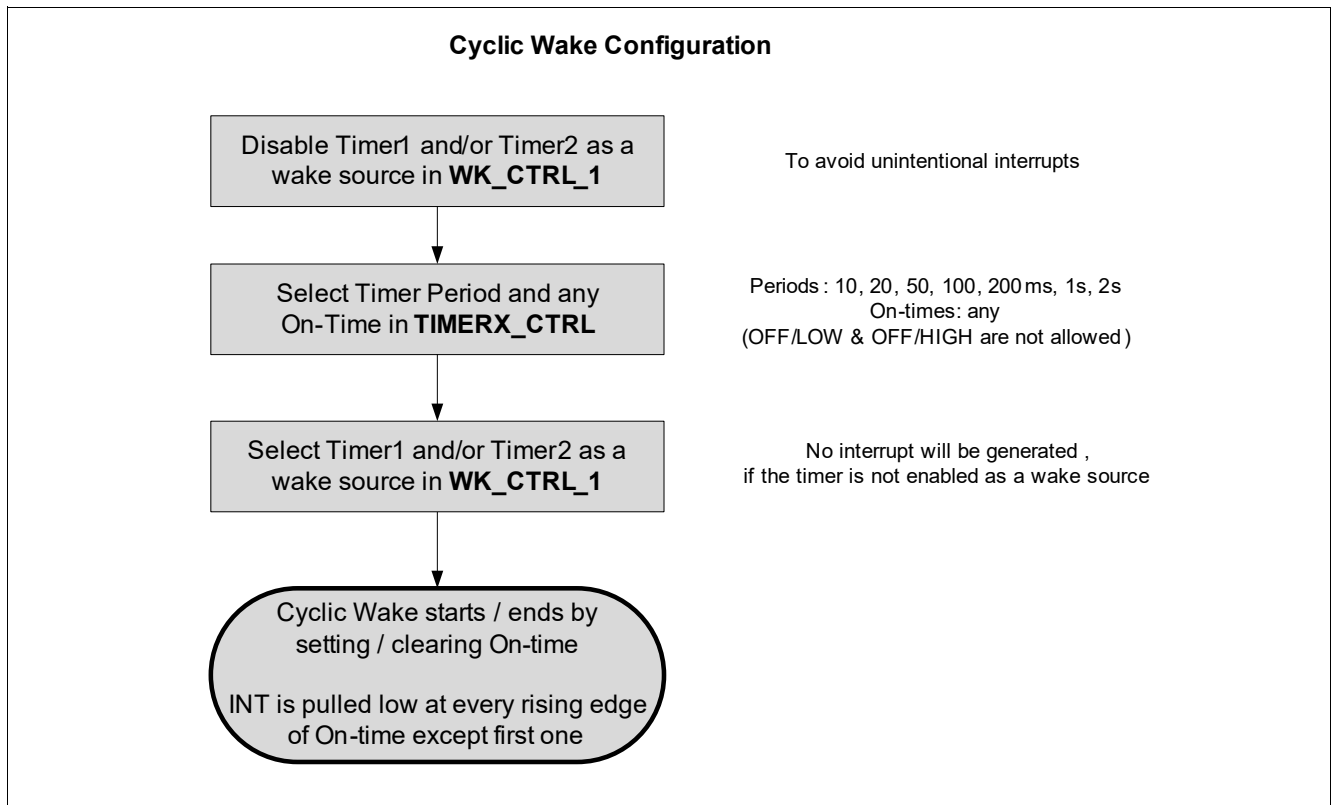 Cyclic Wake Configuration
Disable Timer1 and/or Timer2 as a
wake source in WK_CTRL_1
To avoid unintentional interrupts
Select Timer Period and any
On-Time in TIMERX_CTRL
Periods : 10, 20, 50, 100, 200 ms, 1s, 2s
On-times: any
(OFF/LOW & OFF/HIGH are not allowed )
Select Timer1 and/or Timer2 as a
wake source in WK_CTRL_1
No interrupt will be generated ,
if the timer is not enabled as a wake source
Cyclic Wake starts / ends by
setting / clearing On-time
INT is pulled low at every rising edge
of On-time except first one